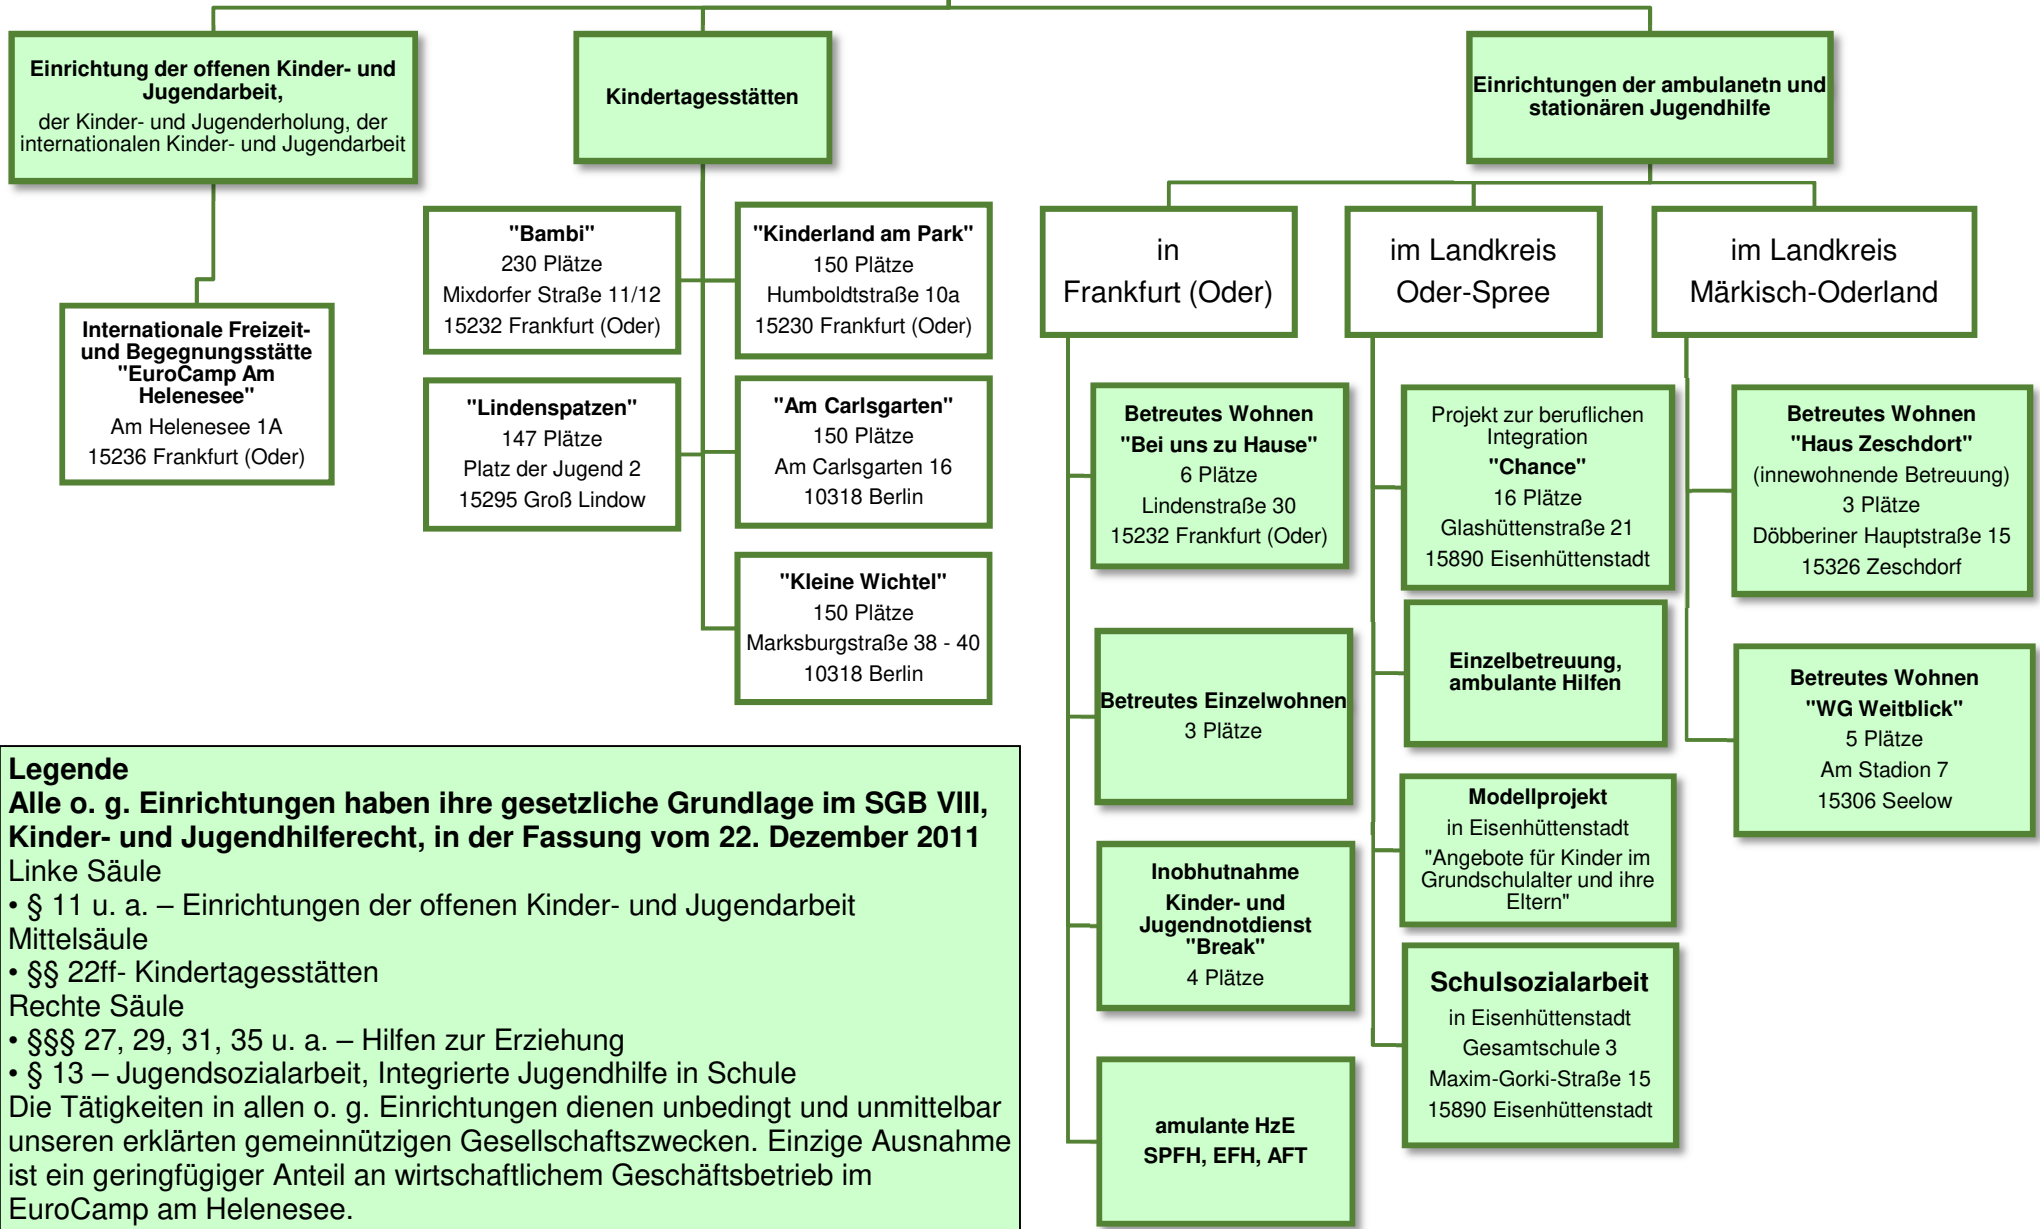 Einrichtung der offenen Kinder- und
Jugendarbeit,
der Kinder- und Jugenderholung, der
internationalen Kinder- und Jugendarbeit
Kindertagesstätten
Einrichtungen der ambulanetn und
stationären Jugendhilfe
Internationale Freizeit-
und Begegnungsstätte
"EuroCamp Am
Helenesee"
Am Helenesee 1A
15236 Frankfurt (Oder)
"Bambi"
230 Plätze
Mixdorfer Straße 11/12
15232 Frankfurt (Oder)
"Kinderland am Park"
150 Plätze
Humboldtstraße 10a
15230 Frankfurt (Oder)
"Lindenspatzen"
147 Plätze
Platz der Jugend 2
15295 Groß Lindow
"Am Carlsgarten"
150 Plätze
Am Carlsgarten 16
10318 Berlin
"Kleine Wichtel"
150 Plätze
Marksburgstraße 38 - 40
10318 Berlin
in
Frankfurt (Oder)
Betreutes Wohnen
"Bei uns zu Hause"
6 Plätze
Lindenstraße 30
15232 Frankfurt (Oder)
Betreutes Einzelwohnen
3 Plätze
Inobhutnahme
Kinder- und
Jugendnotdienst
"Break"
4 Plätze
amulante HzE
SPFH, EFH, AFT
im Landkreis
Oder-Spree
Projekt zur beruflichen
Integration
"Chance"
16 Plätze
Glashüttenstraße 21
15890 Eisenhüttenstadt
Einzelbetreuung,
ambulante Hilfen
Modellprojekt
in Eisenhüttenstadt
"Angebote für Kinder im
Grundschulalter und ihre
Eltern"
Schulsozialarbeit
in Eisenhüttenstadt
Gesamtschule 3
Maxim-Gorki-Straße 15
15890 Eisenhüttenstadt
im Landkreis
Märkisch-Oderland
Betreutes Wohnen
"Haus Zeschdort"
(innewohnende Betreuung)
3 Plätze
Döbberiner Hauptstraße 15
15326 Zeschdorf
Betreutes Wohnen
"WG Weitblick"
5 Plätze
Am Stadion 7
15306 Seelow
Legende
Alle o. g. Einrichtungen haben ihre gesetzliche Grundlage im SGB VIII,
Kinder- und Jugendhilferecht, in der Fassung vom 22. Dezember 2011
Linke Säule
• § 11 u. a. – Einrichtungen der offenen Kinder- und Jugendarbeit
Mittelsäule
• §§ 22ff- Kindertagesstätten
Rechte Säule
• §§§ 27, 29, 31, 35 u. a. – Hilfen zur Erziehung
• § 13 – Jugendsozialarbeit, Integrierte Jugendhilfe in Schule
Die Tätigkeiten in allen o. g. Einrichtungen dienen unbedingt und unmittelbar
unseren erklärten gemeinnützigen Gesellschaftszwecken. Einzige Ausnahme
ist ein geringfügiger Anteil an wirtschaftlichem Geschäftsbetrieb im
EuroCamp am Helenesee.